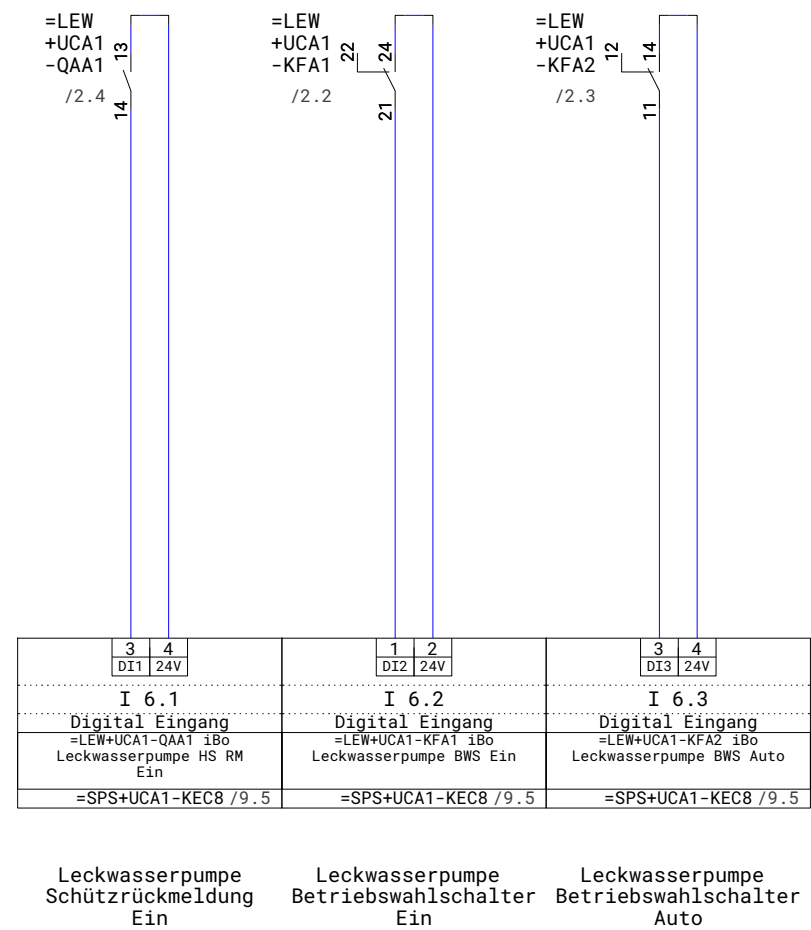 =LEW
+UCA1
-QAA1
/2.4
13
14
=LEW
+UCA1
-KFA1
/2.2
22
24
21
=LEW
+UCA1
-KFA2
/2.3
12
14
11
3 4
DI1 24V
I 6.1
Digital Eingang
=LEW+UCA1-QAA1 iBo
Leckwasserpumpe HS RM
Ein
=SPS+UCA1-KEC8 /9.5
1 2
DI2 24V
I 6.2
Digital Eingang
=LEW+UCA1-KFA1 iBo
Leckwasserpumpe BWS Ein
=SPS+UCA1-KEC8 /9.5
3 4
DI3 24V
I 6.3
Digital Eingang
=LEW+UCA1-KFA2 iBo
Leckwasserpumpe BWS Auto
=SPS+UCA1-KEC8 /9.5
Leckwasserpumpe
Schützrückmeldung
Ein
Leckwasserpumpe
Betriebswahlschalter
Ein
Leckwasserpumpe
Betriebswahlschalter
Auto